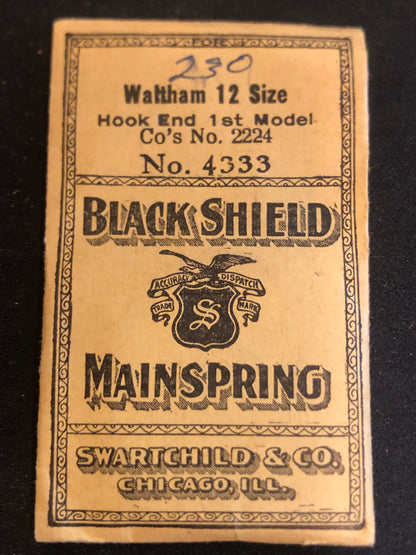 FOR
230
Waltham 12 Size
Hook End 1st Model
Co's No. 2224
No. 4333
BLACK SHIELD
ACCURACY DISPATCH
TRADE MARK
S
MAINSPRING
SWARTCHILD & CO.
CHICAGO, ILL.